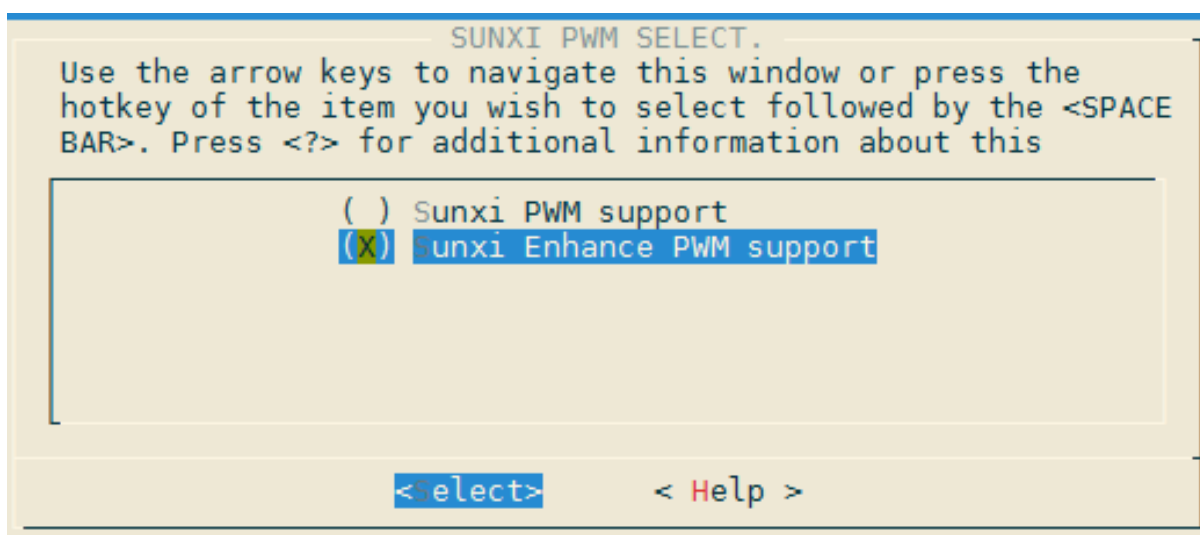 SUNXI PWM SELECT.
Use the arrow keys to navigate this window or press the
hotkey of the item you wish to select followed by the <SPACE
BAR>. Press <?> for additional information about this
( ) Sunxi PWM support
(X) Sunxi Enhance PWM support
<Select> < Help >